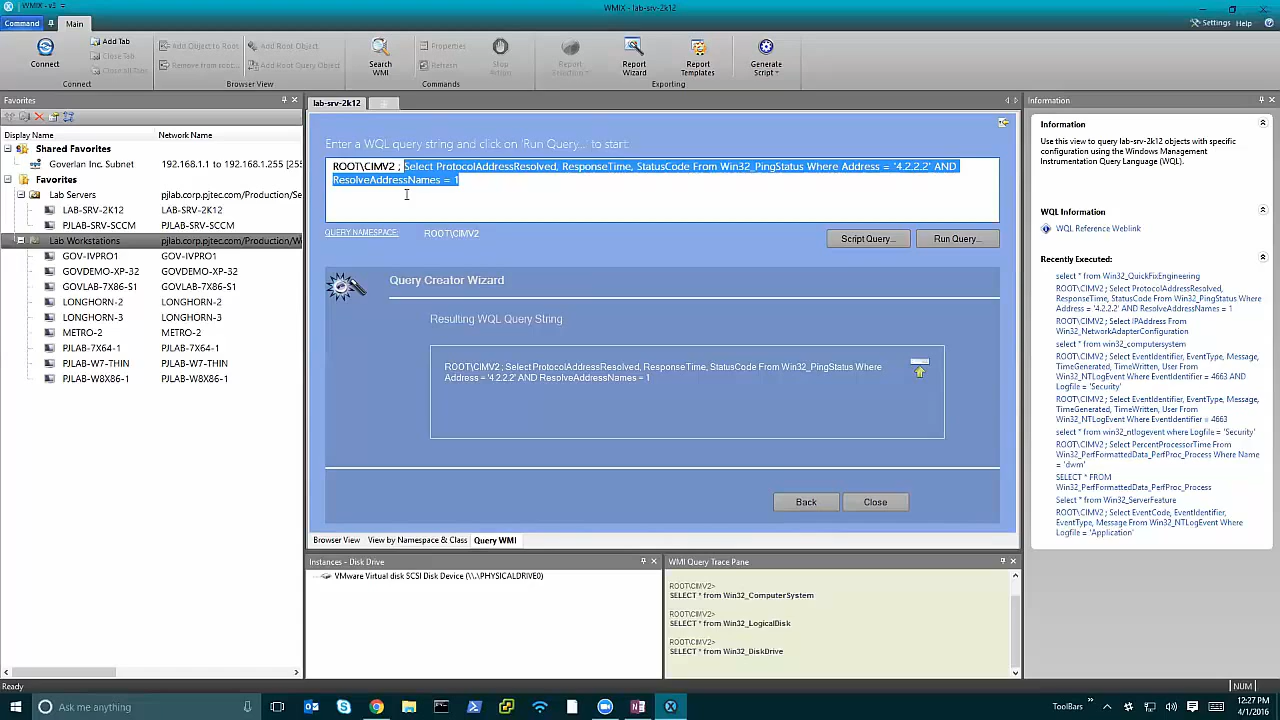 WMIX - v3
WMIX - lab-srv-2k12
Command
Main
Settings
Help
Connect
Add Tab
Close Tab
Close All Tabs
Connect
Add Object to Root
Remove from root...
Add Root Object
Add Root Query Object
Browser View
Search WMI
Properties
Refresh
Stop Action
Commands
Report Selection
Report Wizard
Report Templates
Exporting
Generate Script
Favorites
Display Name
Network Name
Shared Favorites
Goverlan Inc. Subnet
192.168.1.1 to 192.168.1.255 [255
Favorites
Lab Servers
pjlab.corp.pjtec.com/Production/Se
LAB-SRV-2K12
LAB-SRV-2K12
PJLAB-SRV-SCCM
PJLAB-SRV-SCCM
Lab Workstations
pjlab.corp.pjtec.com/Production/W
GOV-IVPRO1
GOV-IVPRO1
GOVDEMO-XP-32
GOVDEMO-XP-32
GOVLAB-7X86-S1
GOVLAB-7X86-S1
LONGHORN-2
LONGHORN-2
LONGHORN-3
LONGHORN-3
METRO-2
METRO-2
PJLAB-7X64-1
PJLAB-7X64-1
PJLAB-W7-THIN
PJLAB-W7-THIN
PJLAB-W8X86-1
PJLAB-W8X86-1
lab-srv-2k12
Enter a WQL query string and click on 'Run Query...' to start.
ROOT\CIMV2 ; Select ProtocolAddressResolved, ResponseTime, StatusCode From Win32_PingStatus Where Address = '4.2.2.2' AND
ResolveAddressNames = 1
QUERY NAMESPACE:
ROOT\CIMV2
Script Query...
Run Query...
Query Creator Wizard
Resulting WQL Query String
ROOT\CIMV2 ; Select ProtocolAddressResolved, ResponseTime, StatusCode From Win32_PingStatus Where
Address = '4.2.2.2' AND ResolveAddressNames = 1
Back
Close
Browser View
View by Namespace & Class
Query WMI
Instances - Disk Drive
VMware Virtual disk SCSI Disk Device (\\.\PHYSICALDRIVE0)
WMI Query Trace Pane
ROOT\CIMV2>
SELECT * from Win32_ComputerSystem
ROOT\CIMV2>
SELECT * from Win32_LogicalDisk
ROOT\CIMV2>
SELECT * from Win32_DiskDrive
Information
Information
Use this view to query lab-srv-2k12 objects with specific
configuration using the Windows Management
Instrumentation Query Language (WQL).
WQL Information
WQL Reference Weblink
Recently Executed:
select * from Win32_QuickFixEngineering
ROOT\CIMV2 ; Select ProtocolAddressResolved,
ResponseTime, StatusCode From Win32_PingStatus Where
Address = '4.2.2.2' AND ResolveAddressNames = 1
ROOT\CIMV2 ; Select IPAddress From
Win32_NetworkAdapterConfiguration
select * from win32_computersystem
ROOT\CIMV2 ; Select EventIdentifier, EventType, Message,
TimeGenerated, TimeWritten, User From
Win32_NTLogEvent Where EventIdentifier = 4663 AND
Logfile = 'Security'
ROOT\CIMV2 ; Select EventIdentifier, EventType, Message,
TimeGenerated, TimeWritten, User From
Win32_NTLogEvent Where EventIdentifier = 4663
select * from win32_ntlogevent where Logfile = 'Security'
ROOT\CIMV2 ; Select PercentProcessorTime From
Win32_PerfFormattedData_PerfProc_Process Where Name
= 'dwm'
SELECT * FROM
Win32_PerfFormattedData_PerfProc_Process
Select * from Win32_ServerFeature
ROOT\CIMV2 ; Select EventCode, EventIdentifier,
EventType, Message From Win32_NTLogEvent Where
Logfile = 'Application'
Ready
NUM
Ask me anything
ToolBars
12:27 PM
4/1/2016